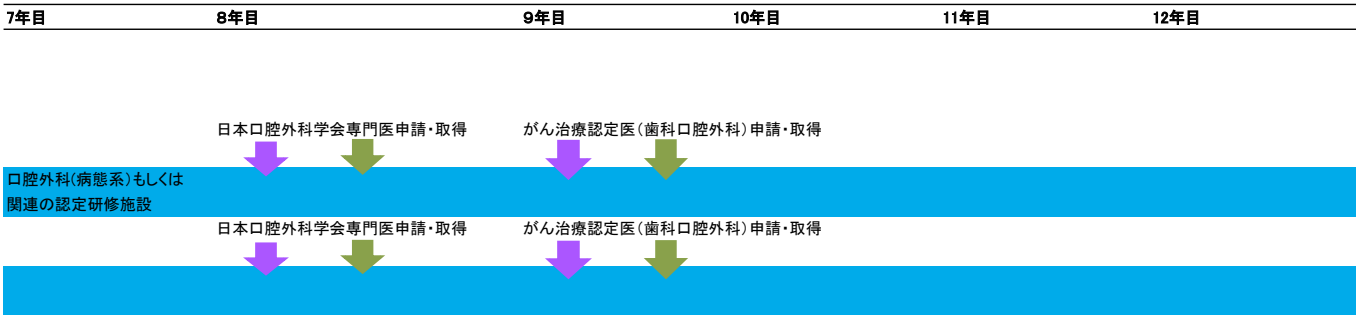 7年目 8年目 9年目 10年目 11年目 12年目
日本口腔外科学会専門医申請・取得 がん治療認定医(歯科口腔外科)申請・取得
口腔外科(病態系)もしくは
関連の認定研修施設
日本口腔外科学会専門医申請・取得 がん治療認定医(歯科口腔外科)申請・取得